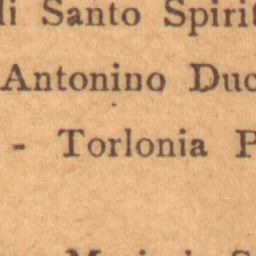 di Santo Spirit
Antonino Duc
- Torlonia P